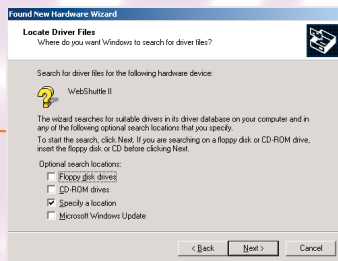 Found New Hardware Wizard
Locate Driver Files
Where do you want Windows to search for driver files?
Search for driver files for the following hardware device:
WebShuttle II
The wizard searches for suitable drivers in its driver database on your computer and in
any of the following optional search locations that you specify.
To start the search, click Next. If you are searching on a floppy disk or CD-ROM drive,
insert the floppy disk or CD before clicking Next.
Optional search locations:
Floppy disk drives
CD-ROM drives
Specify a location
Microsoft Windows Update
< Back Next > Cancel